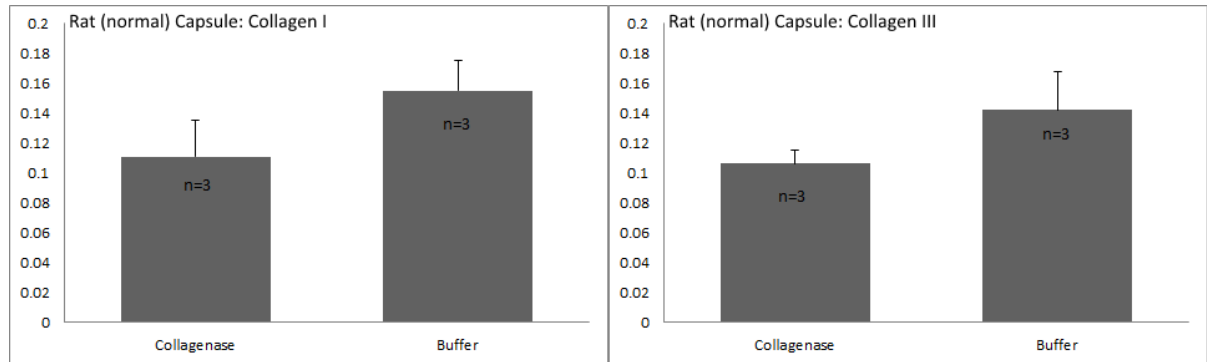 Rat (normal) Capsule: Collagen I
0.2
0.18
0.16
0.14
0.12
0.1
0.08
0.06
0.04
0.02
0
n=3
n=3
Collagenase
Buffer
Rat (normal) Capsule: Collagen III
0.2
0.18
0.16
0.14
0.12
0.1
0.08
0.06
0.04
0.02
0
n=3
n=3
Collagenase
Buffer